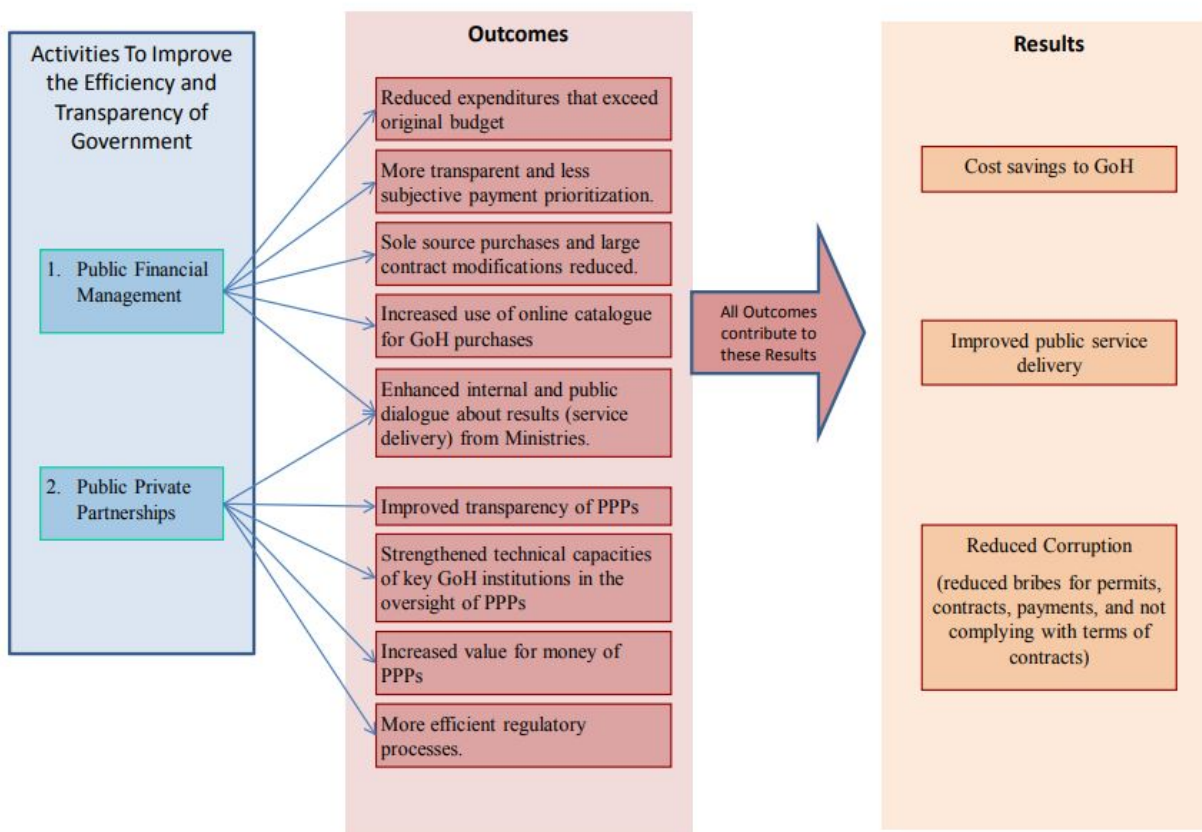 Activities To Improve
the Efficiency and
Transparency of
Government
1. Public Financial
Management
2. Public Private
Partnerships
Outcomes
Reduced expenditures that exceed
original budget
More transparent and less
subjective payment prioritization.
Sole source purchases and large
contract modifications reduced.
Increased use of online catalogue
for GoH purchases
Enhanced internal and public
dialogue about results (service
delivery) from Ministries.
Improved transparency of PPPs
Strengthened technical capacities
of key GoH institutions in the
oversight of PPPs
Increased value for money of
PPPs
More efficient regulatory
processes.
All Outcomes
contribute to
these Results
Results
Cost savings to GoH
Improved public service
delivery
Reduced Corruption
(reduced bribes for permits,
contracts, payments, and not
complying with terms of
contracts)